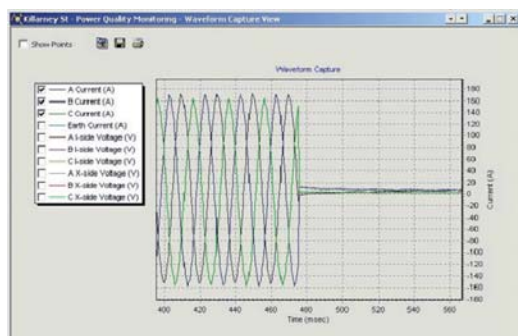 Killarney St - Power Quality Monitoring - Waveform Capture View
Show Points
Waveform Capture
A Current (A)
B Current (A)
C Current (A)
Earth Current (A)
A I-side Voltage (V)
B I-side Voltage (V)
C I-side Voltage (V)
A X-side Voltage (V)
B X-side Voltage (V)
C X-side Voltage (V)
180
160
140
120
100
80
60
40
20
0
-20
-40
-60
-80
-100
-120
-140
-160
-180
Current (A)
400 420 440 460 480 500 520 540 560
Time (msec)